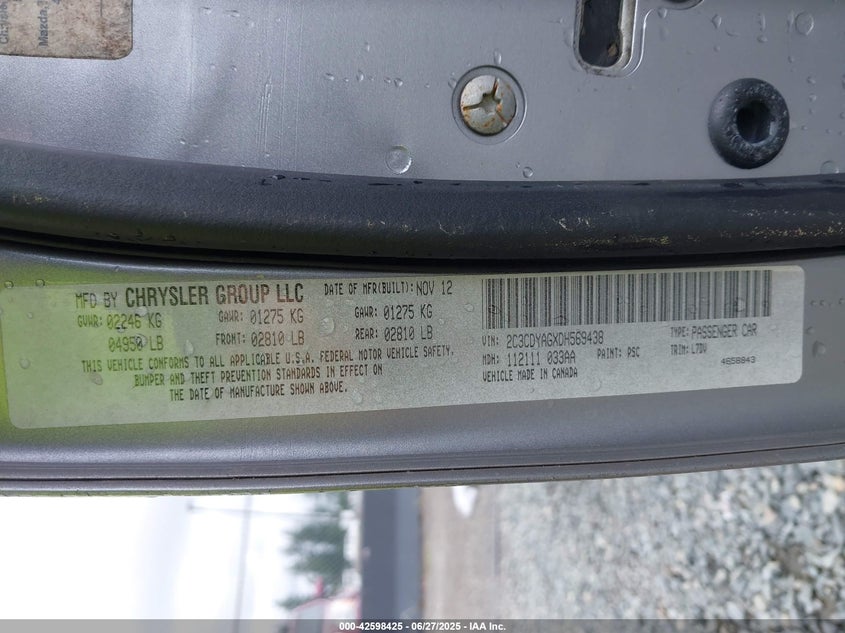 Mazda,
MFD BY CHRYSLER GROUP LLC DATE OF MFR(BUILT): NOV 12
GVWR: 02246 KG GAWR: 01275 KG GAWR: 01275 KG
04950 LB FRONT: 02810 LB REAR: 02810 LB
THIS VEHICLE CONFORMS TO ALL APPLICABLE U.S.A. FEDERAL MOTOR VEHICLE SAFETY,
BUMPER AND THEFT PREVENTION STANDARDS IN EFFECT ON
THE DATE OF MANUFACTURE SHOWN ABOVE.
VIN: 2C3CDYAGXDH569438 TYPE: PASSENGER CAR
MDH: 112111 033AA PAINT: PSC TRIM: L7DV
VEHICLE MADE IN CANADA 4658843
000-42598425 - 06/27/2025 - IAA Inc.